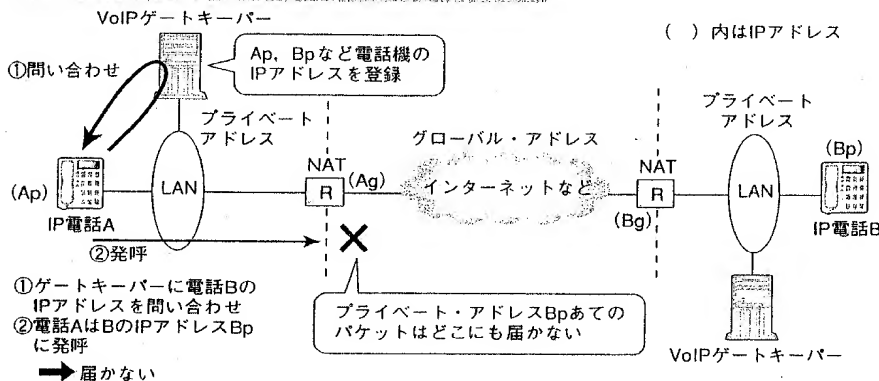 VoIPゲートキーパー
( ) 内はIPアドレス
①問い合わせ
Ap，Bpなど電話機の
IPアドレスを登録
プライベート
アドレス
プライベート
アドレス
グローバル・アドレス
NAT
NAT
(Ap)
LAN
R
(Ag)
インターネットなど
R
(Bg)
LAN
(Bp)
IP電話A
IP電話B
②発呼
①ゲートキーパーに電話Bの
IPアドレスを問い合わせ
②電話AはBのIPアドレスBp
に発呼
届かない
プライベート・アドレスBpあての
パケットはどこにも届かない
VoIPゲートキーパー